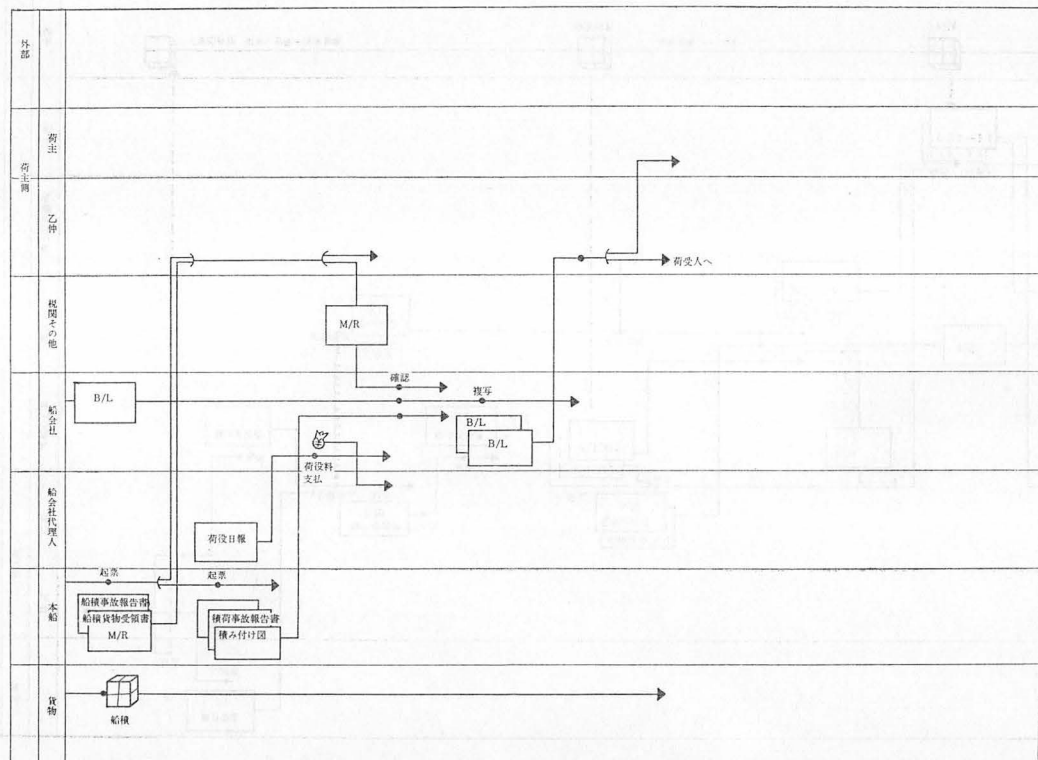 外部
荷主側
荷主
乙仲
荷受人へ
税関その他
M/R
船会社
B/L
確認
複写
B/L
B/L
荷役料
支払
船会社代理人
荷役日報
本船
起票
起票
船積事故報告書
船積貨物受領書
M/R
積荷事故報告書
積み付け図
貨物
船積